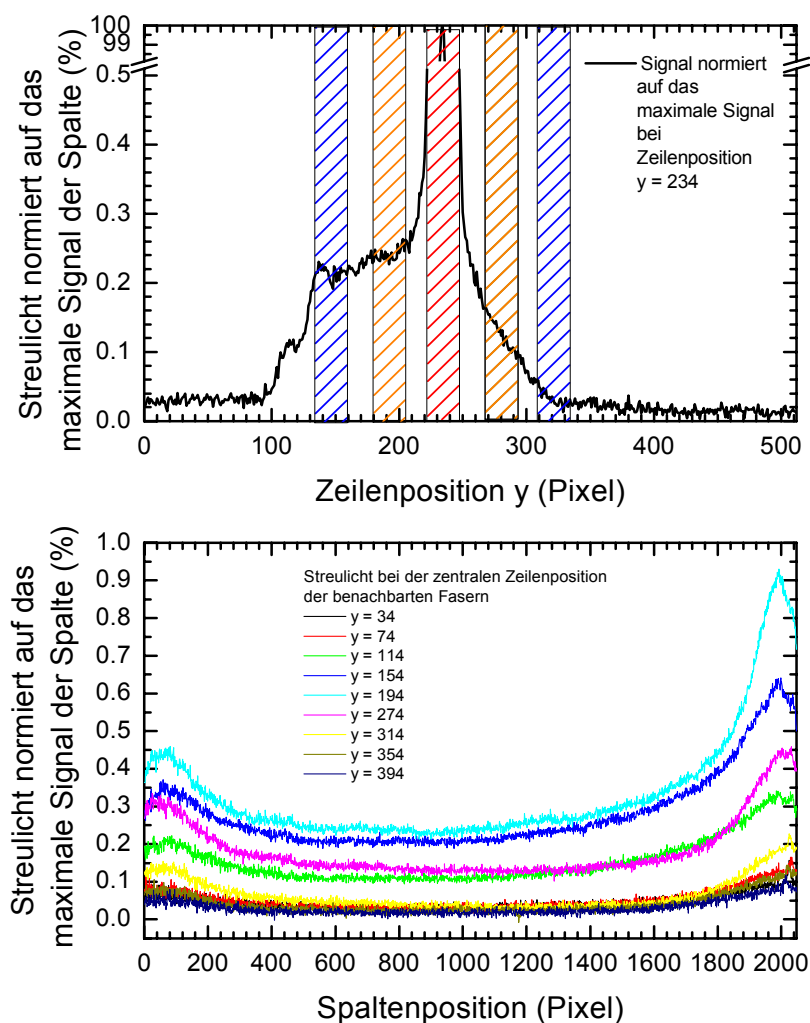 100
99
0.5
0.4
0.3
0.2
0.1
0.0
Streulicht normiert auf das
maximale Signal der Spalte (%)
Signal normiert
auf das
maximale Signal
bei
Zeilenposition
y = 234
0 100 200 300 400 500
Zeilenposition y (Pixel)
1.0
0.9
0.8
0.7
0.6
0.5
0.4
0.3
0.2
0.1
0.0
Streulicht normiert auf das
maximale Signal der Spalte (%)
Streulicht bei der zentralen Zeilenposition
der benachbarten Fasern
y = 34
y = 74
y = 114
y = 154
y = 194
y = 274
y = 314
y = 354
y = 394
0 200 400 600 800 1000 1200 1400 1600 1800 2000
Spaltenposition (Pixel)